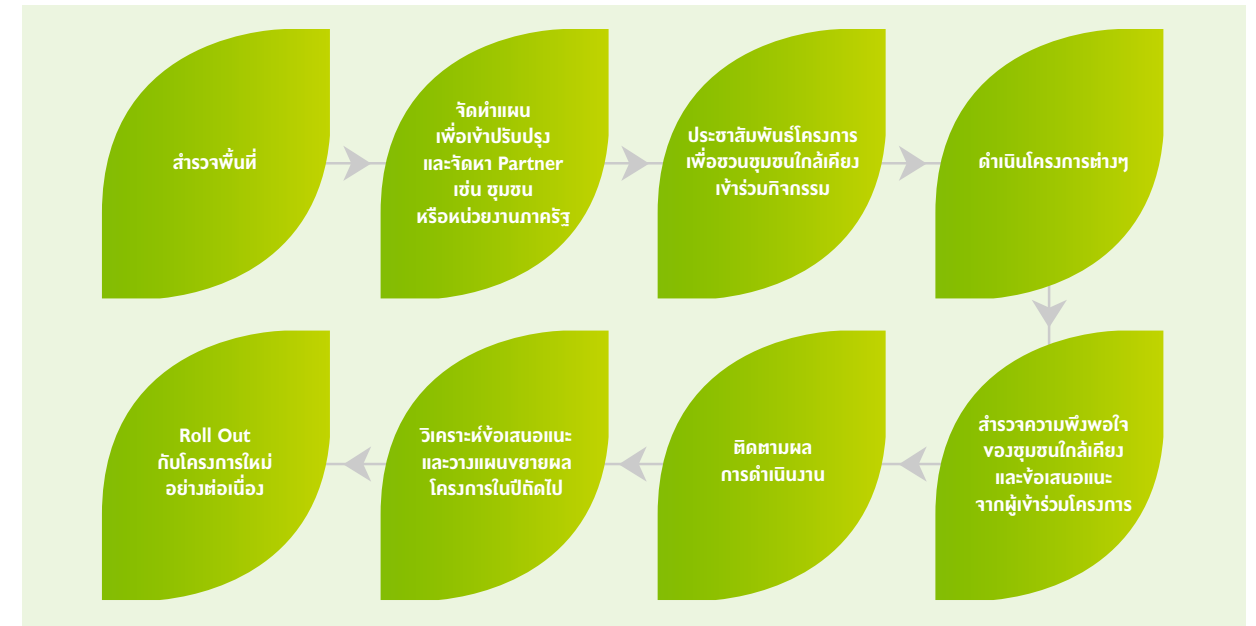 สำรวจพื้นที่
จัดทำแผน
เพื่อเข้าปรับปรุง
และจัดหา Partner
เช่น ชุมชน
หรือหน่วยงานภาครัฐ
ประชาสัมพันธ์โครงการ
เพื่อชวนชุมชนใกล้เคียง
เข้าร่วมกิจกรรม
ดำเนินโครงการต่างๆ
สำรวจความพึงพอใจ
ของชุมชนใกล้เคียง
และข้อเสนอแนะ
จากผู้เข้าร่วมโครงการ
ติดตามผล
การดำเนินงาน
วิเคราะห์ข้อเสนอแนะ
และวางแผนขยายผล
โครงการในปีถัดไป
Roll Out
กับโครงการใหม่
อย่างต่อเนื่อง